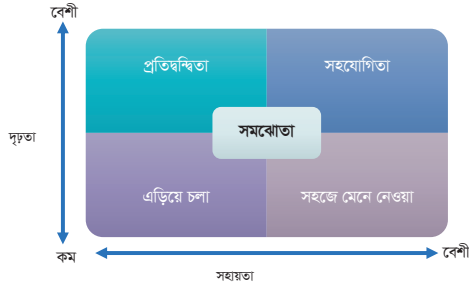 বেশী
প্রতিদ্বন্দ্বিতা
সহযোগিতা
দৃঢ়তা
সমঝোতা
এড়িয়ে চলা
সহজে মেনে নেওয়া
কম
বেশী
সহায়তা